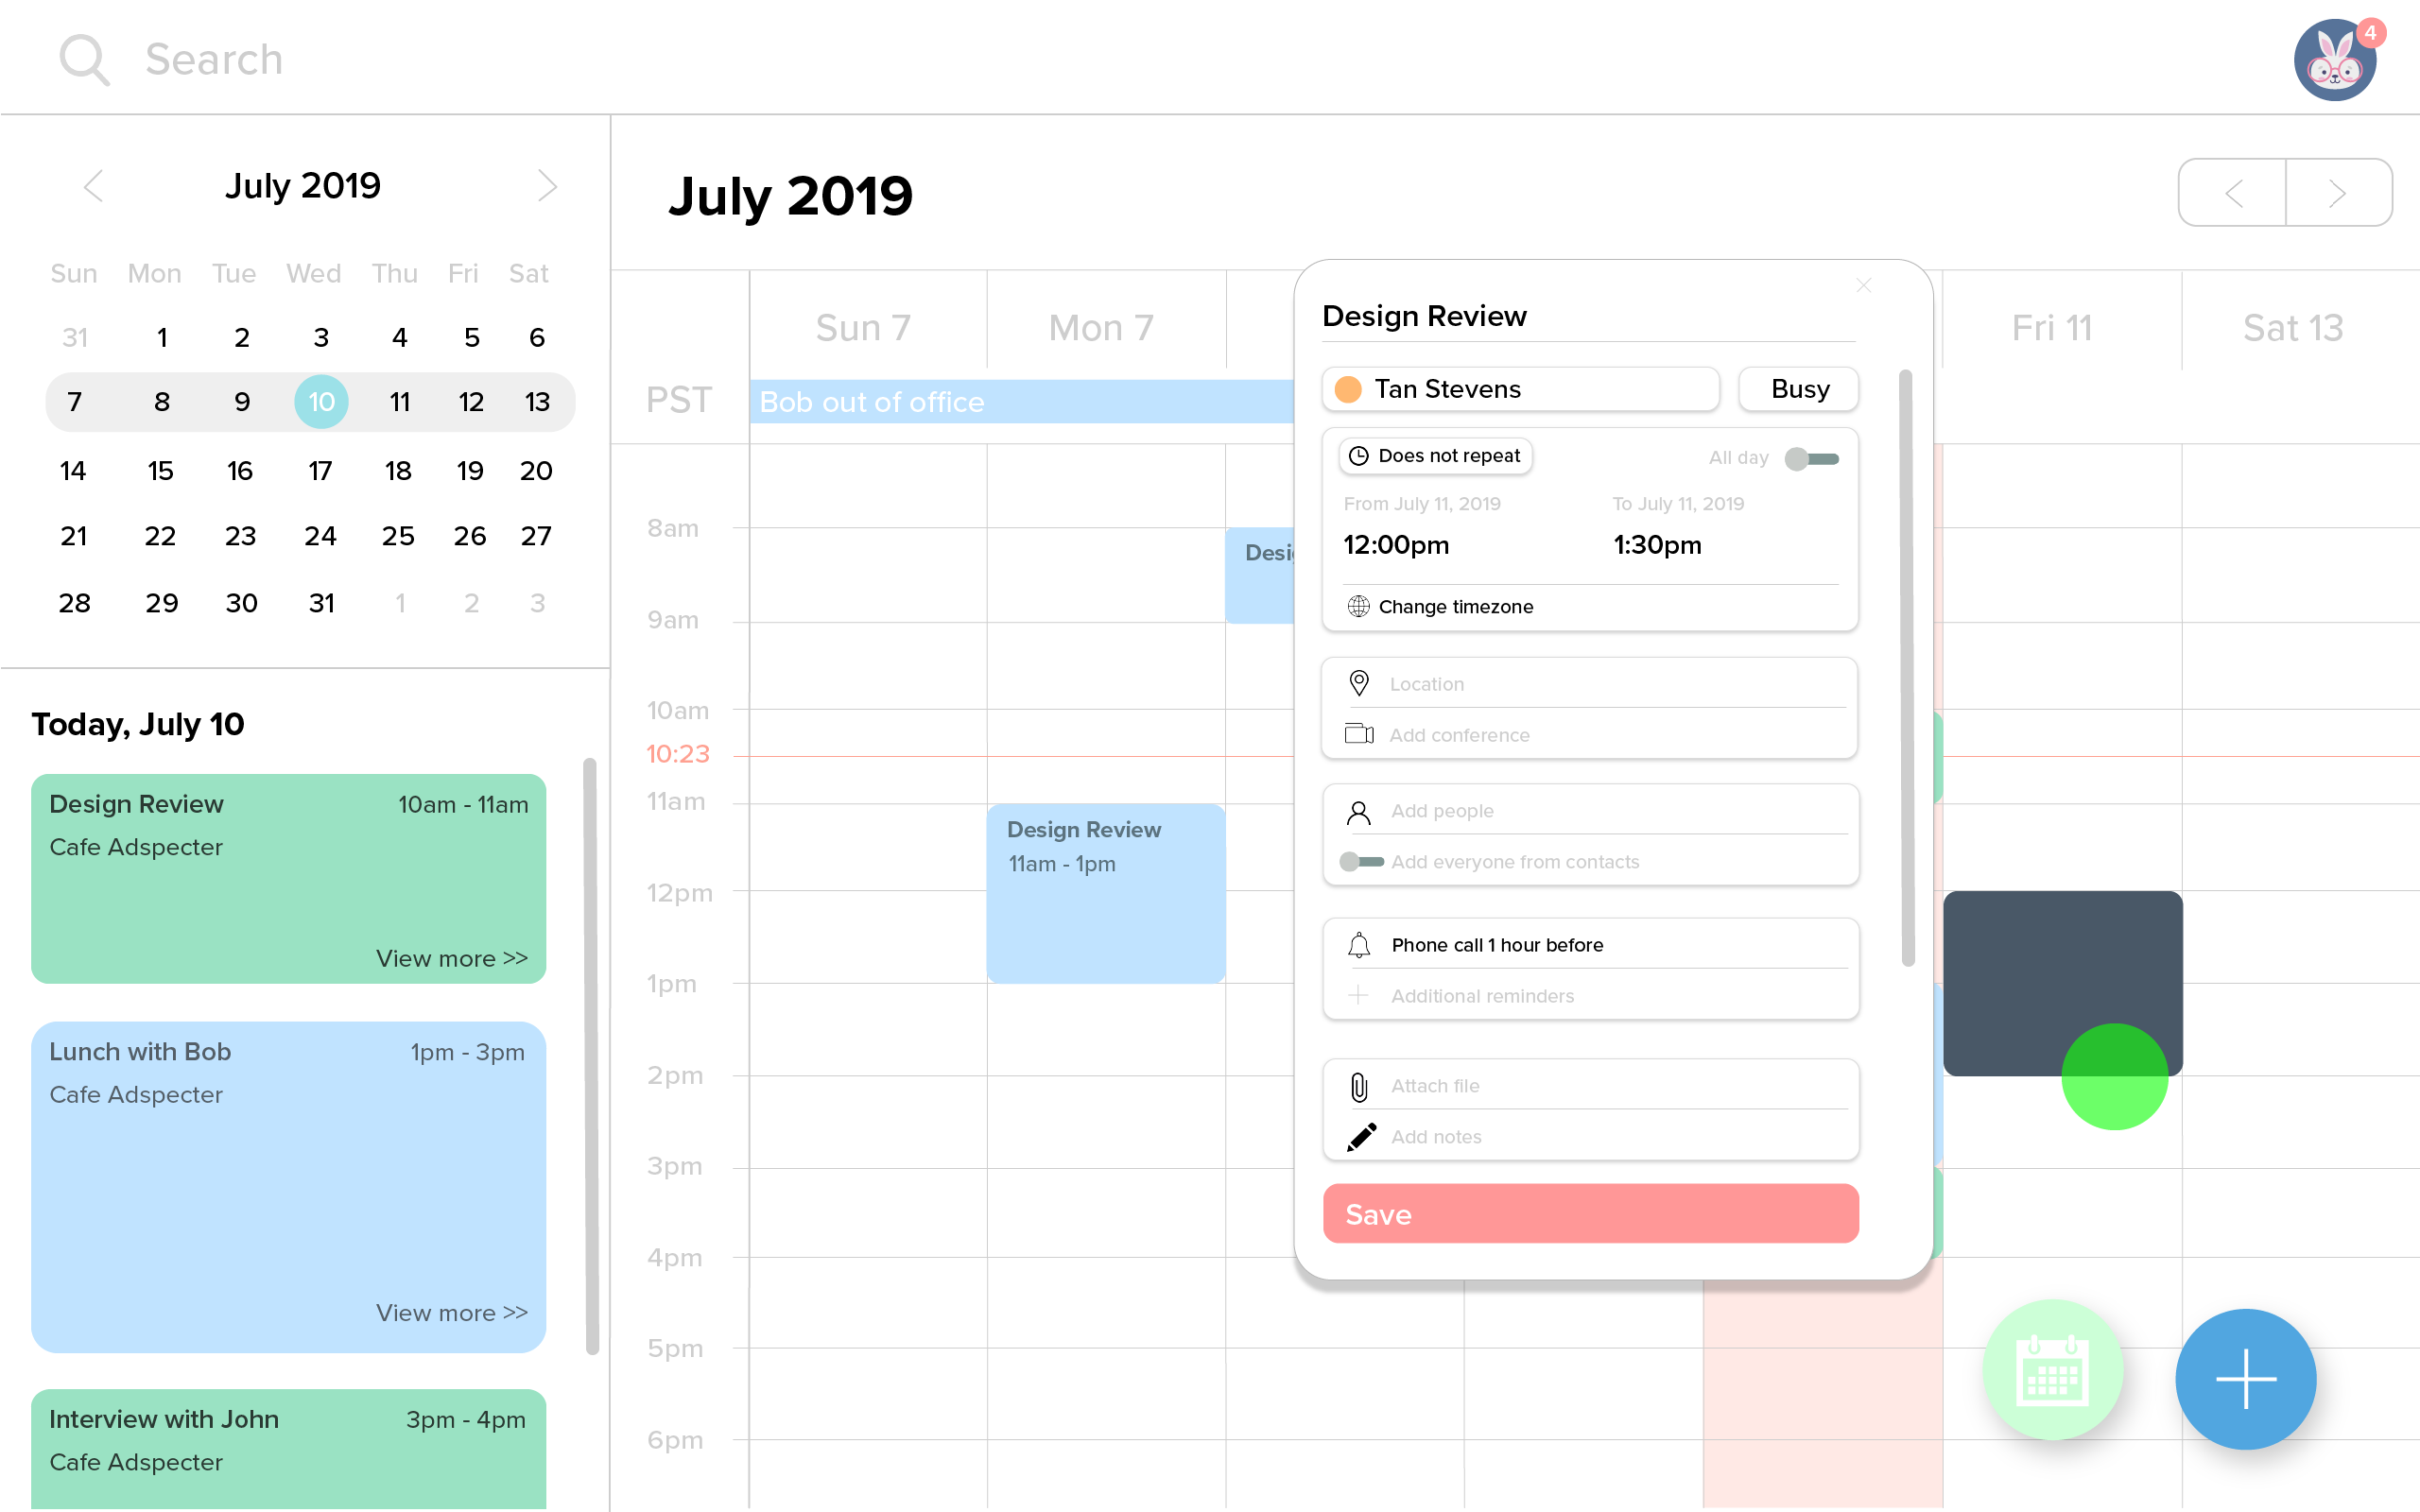 Search
4
July 2019
Sun Mon Tue Wed Thu Fri Sat
31 1 2 3 4 5 6
7 8 9 10 11 12 13
14 15 16 17 18 19 20
21 22 23 24 25 26 27
28 29 30 31 1 2 3
Today, July 10
Design Review 10am - 11am
Cafe Adspecter
View more >>
Lunch with Bob 1pm - 3pm
Cafe Adspecter
View more >>
Interview with John 3pm - 4pm
Cafe Adspecter
July 2019
Sun 7 Mon 7 Fri 11 Sat 13
PST
Bob out of office
8am
9am
10am
10:23
11am
12pm
1pm
2pm
3pm
4pm
5pm
6pm
Desi
Design Review
11am - 1pm
Design Review
Tan Stevens Busy
Does not repeat All day
From July 11, 2019 To July 11, 2019
12:00pm 1:30pm
Change timezone
Location
Add conference
Add people
Add everyone from contacts
Phone call 1 hour before
Additional reminders
Attach file
Add notes
Save